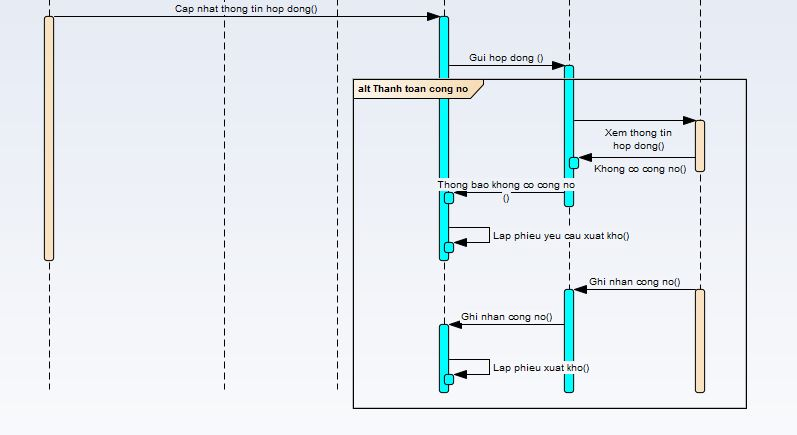 Cap nhat thong tin hop dong()
Gui hop dong ()
alt Thanh toan cong no
Xem thong tin
hop dong()
Khong co cong no()
Thong bao khong co cong no
()
Lap phieu yeu cau xuat kho()
Ghi nhan cong no()
Ghi nhan cong no()
Lap phieu xuat kho()